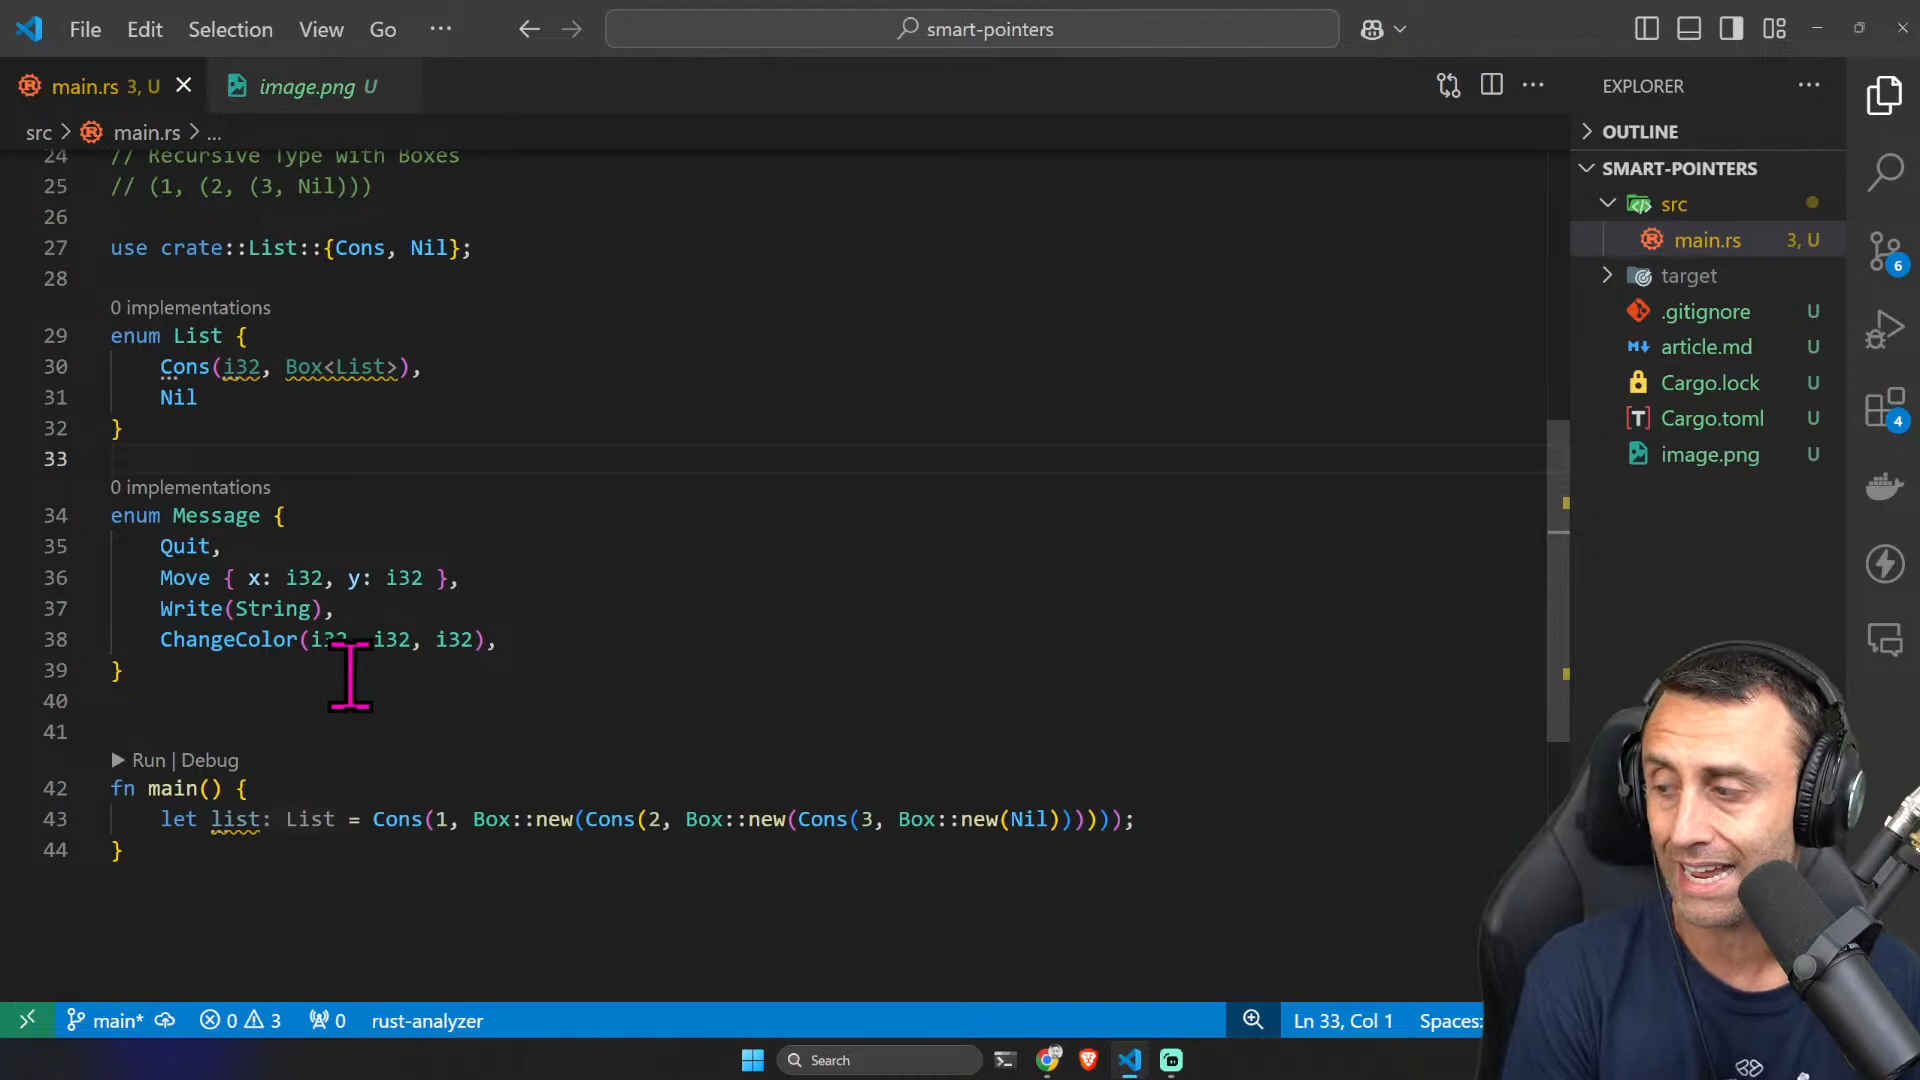 File Edit Selection View Go ··· smart-pointers
main.rs 3, U image.png U
src > main.rs > ...
24 // Recursive Type with Boxes
25 // (1, (2, (3, Nil)))
26
27 use crate::List::{Cons, Nil};
28
0 implementations
29 enum List {
30 Cons(i32, Box<List>),
31 Nil
32 }
33
0 implementations
34 enum Message {
35 Quit,
36 Move { x: i32, y: i32 },
37 Write(String),
38 ChangeColor(i32, i32, i32),
39 }
40
41
Run | Debug
42 fn main() {
43 let list: List = Cons(1, Box::new(Cons(2, Box::new(Cons(3, Box::new(Nil))))));
44 }
EXPLORER
OUTLINE
SMART-POINTERS
src
main.rs 3, U
target
.gitignore U
article.md U
Cargo.lock U
Cargo.toml U
image.png U
6
4
main* 0 3 0 rust-analyzer Ln 33, Col 1 Spaces:
Search